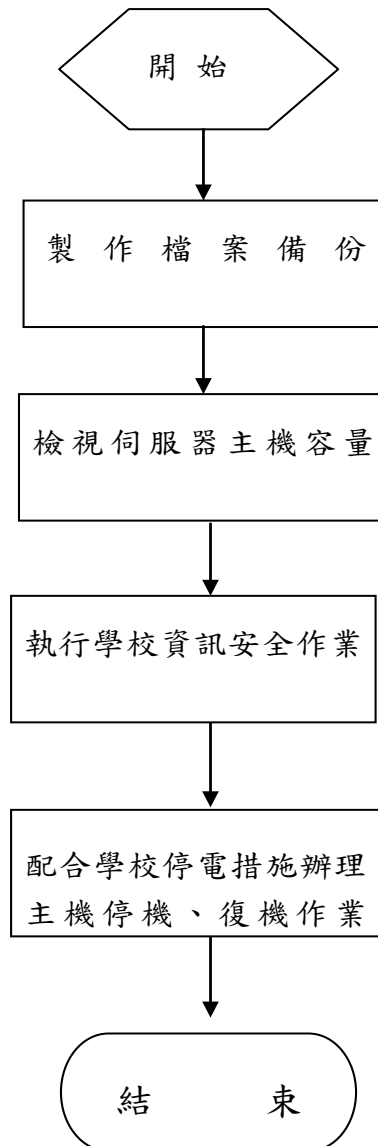 開始
製作檔案備份
檢視伺服器主機容量
執行學校資訊安全作業
配合學校停電措施辦理
主機停機、復機作業
結束